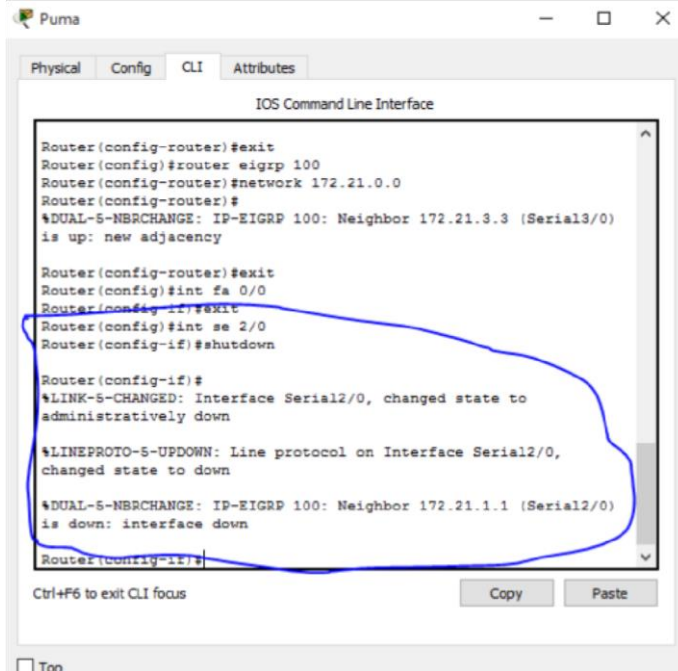 Puma
Physical Config CLI Attributes
IOS Command Line Interface
Router(config-router)#exit
Router(config)#router eigrp 100
Router(config-router)#network 172.21.0.0
Router(config-router)#
%DUAL-5-NBRCHANGE: IP-EIGRP 100: Neighbor 172.21.3.3 (Serial3/0)
is up: new adjacency
Router(config-router)#exit
Router(config)#int fa 0/0
Router(config-if)#exit
Router(config)#int se 2/0
Router(config-if)#shutdown
Router(config-if)#
%LINK-5-CHANGED: Interface Serial2/0, changed state to
administratively down
%LINEPROTO-5-UPDOWN: Line protocol on Interface Serial2/0,
changed state to down
%DUAL-5-NBRCHANGE: IP-EIGRP 100: Neighbor 172.21.1.1 (Serial2/0)
is down: interface down
Router(config-if)#
Ctrl+F6 to exit CLI focus Copy Paste
Top